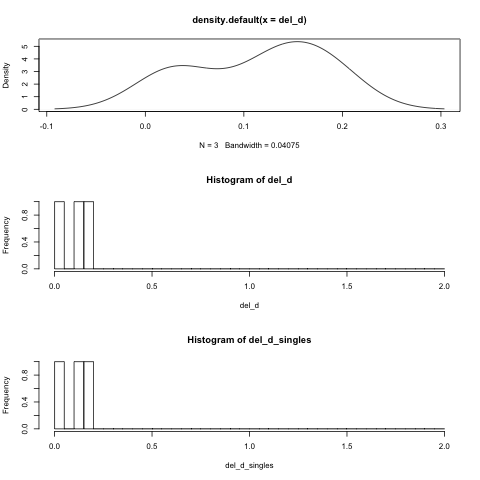 density.default(x = del_d)
Density
0 1 2 3 4 5
-0.1 0.0 0.1 0.2 0.3
N = 3 Bandwidth = 0.04075
Histogram of del_d
Frequency
0.0 0.4 0.8
0.0 0.5 1.0 1.5 2.0
del_d
Histogram of del_d_singles
Frequency
0.0 0.4 0.8
0.0 0.5 1.0 1.5 2.0
del_d_singles